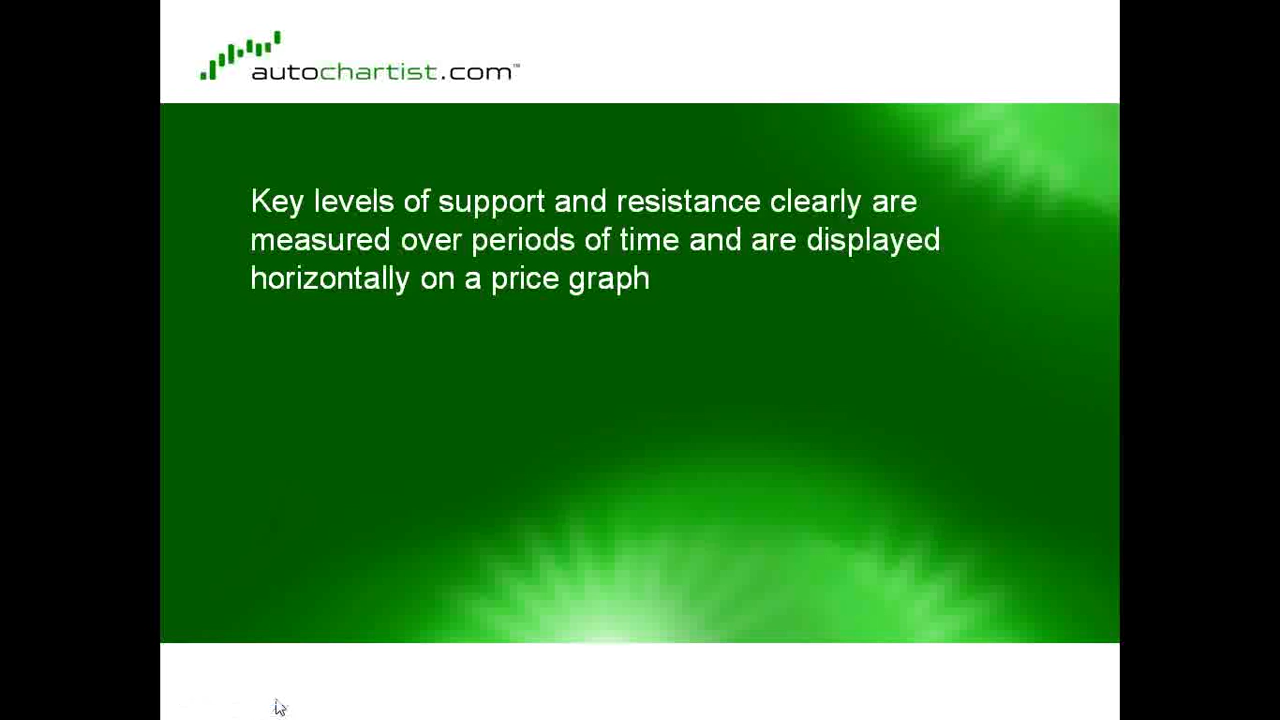 autochartist.com™
Key levels of support and resistance clearly are
measured over periods of time and are displayed
horizontally on a price graph